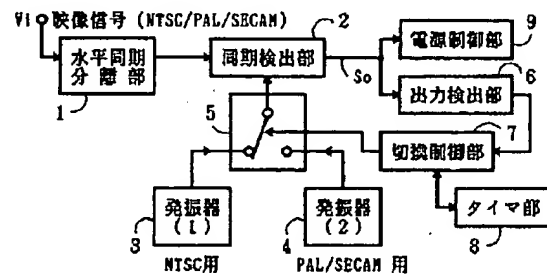 Vi 映像信号 (NTSC/PAL/SECAM)
水平同期
分離部
1
同期検出部
2
So
電源制御部
9
出力検出部
6
5
切換制御部
7
タイマ部
8
発振器
(1)
3
NTSC用
発振器
(2)
4
PAL/SECAM 用